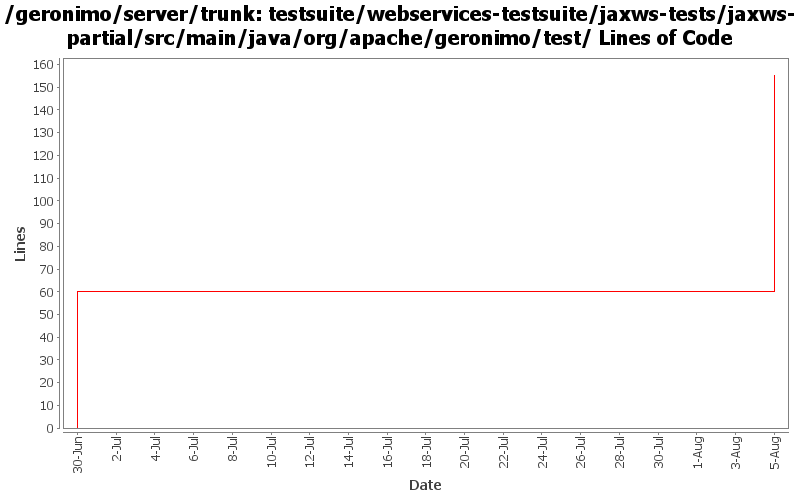 /geronimo/server/trunk: testsuite/webservices-testsuite/jaxws-tests/jaxws-
partial/src/main/java/org/apache/geronimo/test/ Lines of Code
160
150
140
130
120
110
100
90
80
70
60
50
40
30
20
10
0
Lines
30-Jun
2-Jul
4-Jul
6-Jul
8-Jul
10-Jul
12-Jul
14-Jul
16-Jul
18-Jul
20-Jul
22-Jul
24-Jul
26-Jul
28-Jul
30-Jul
1-Aug
3-Aug
5-Aug
Date